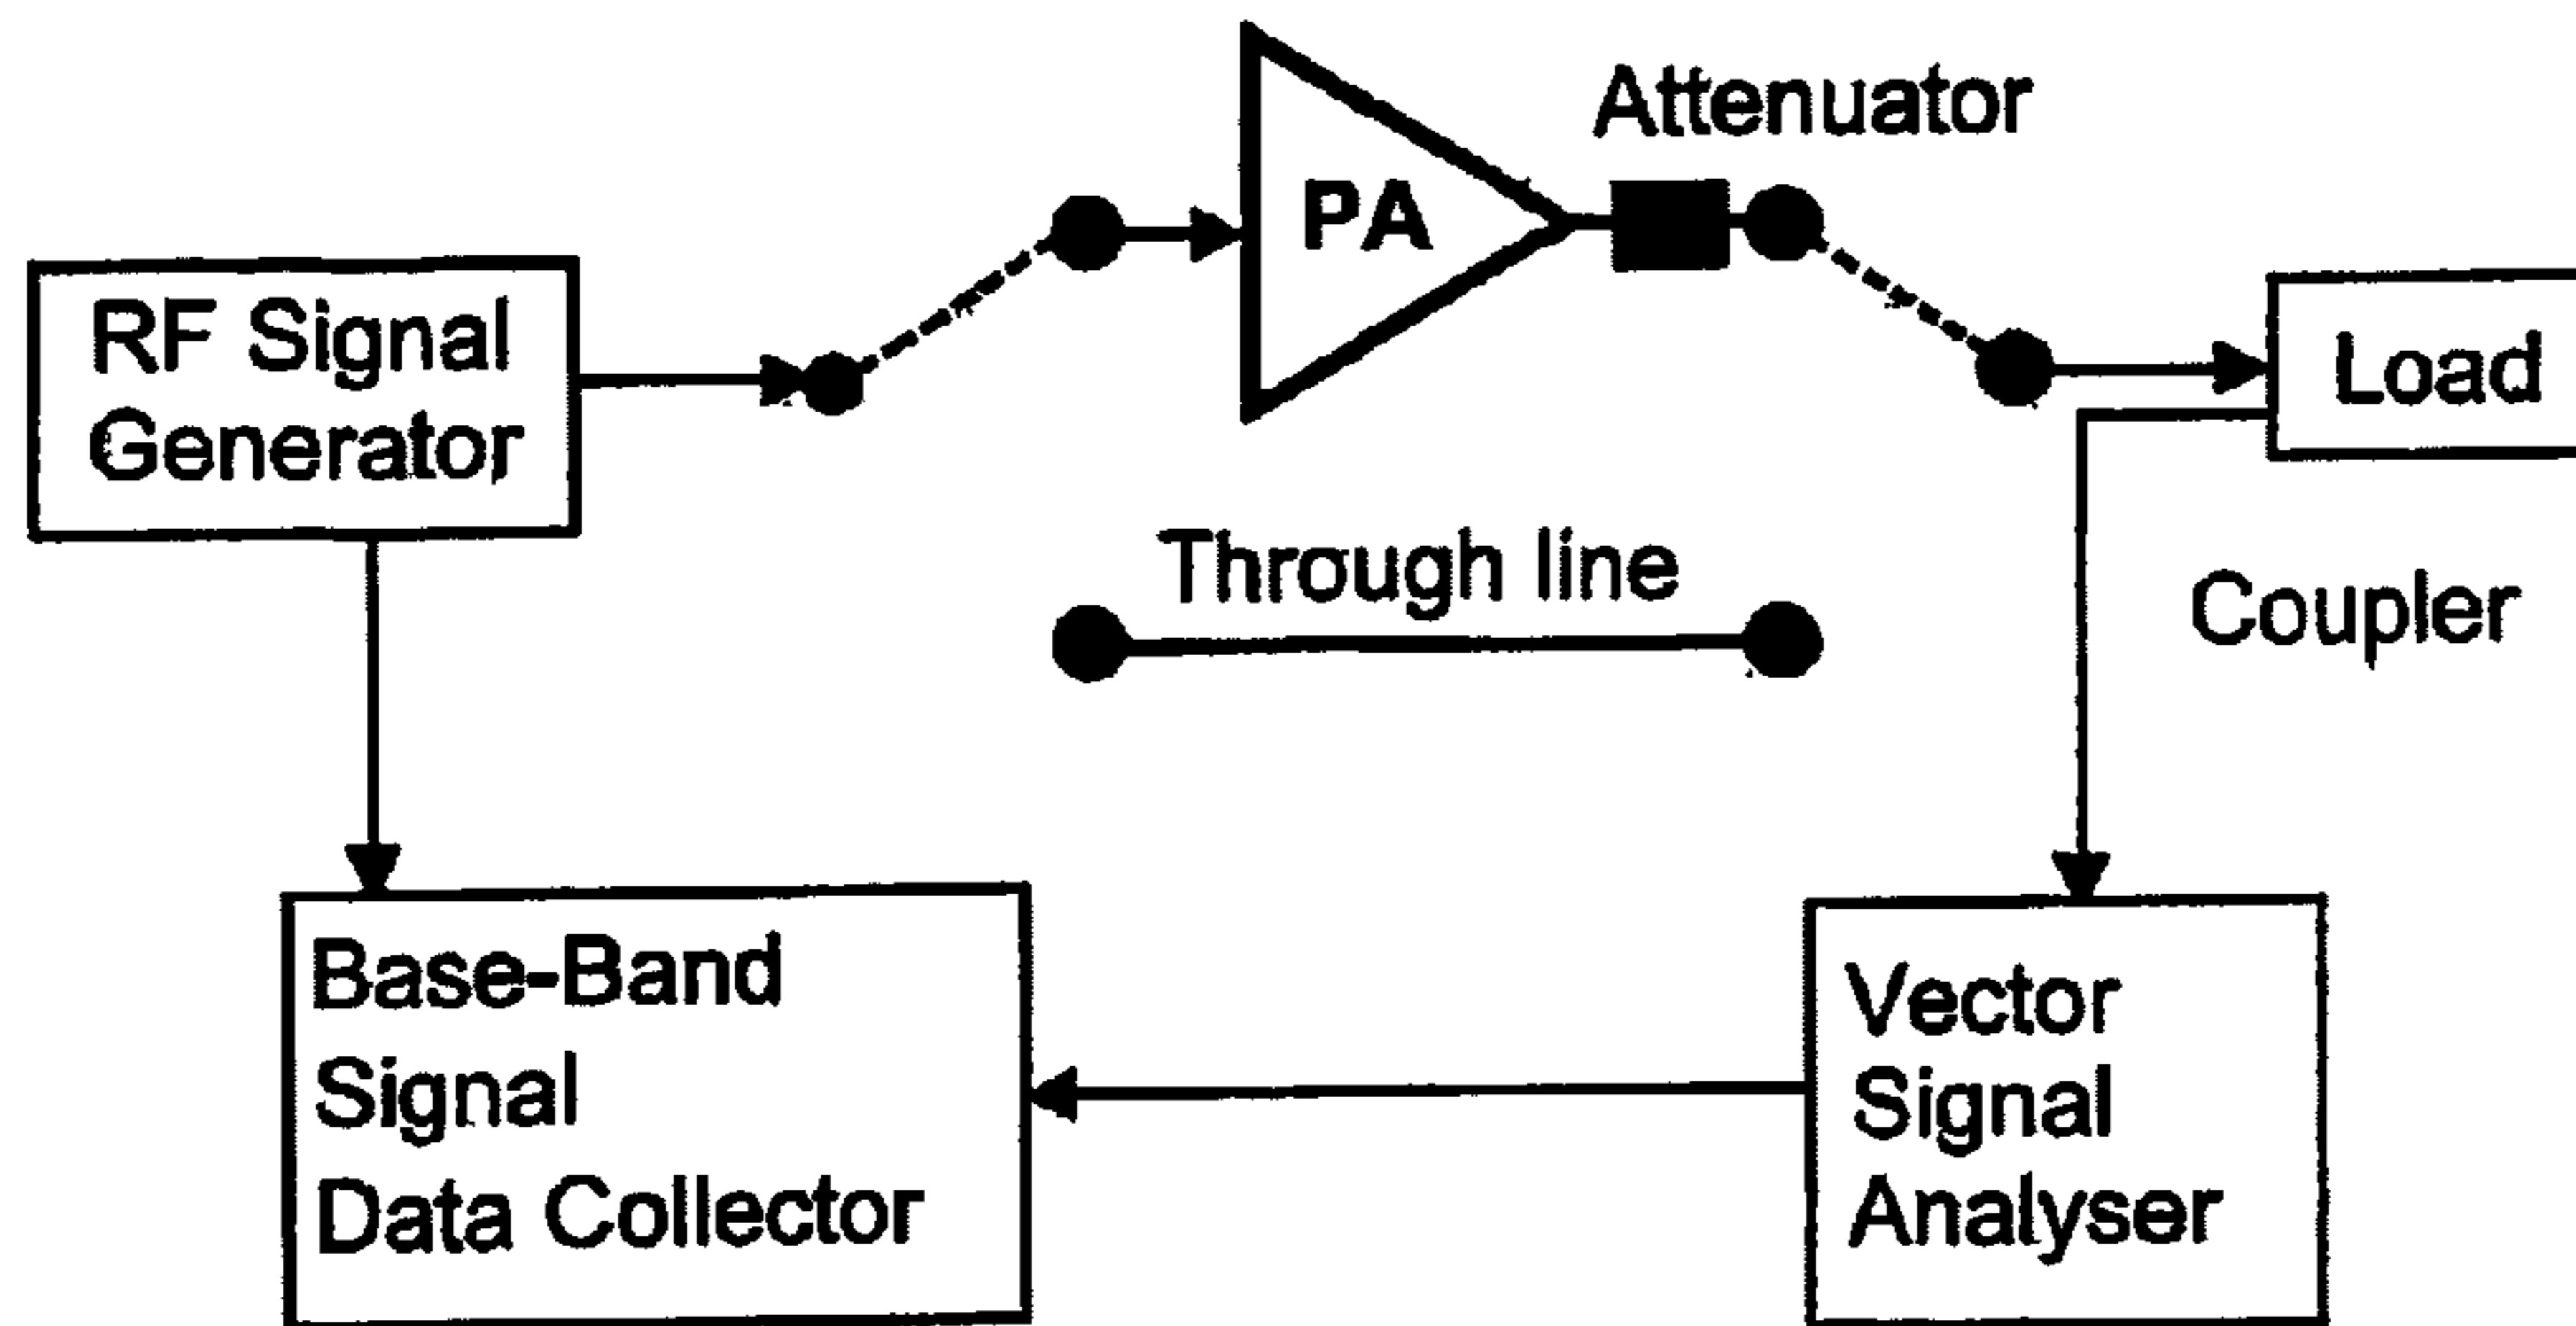 Attenuator
PA
RF Signal
Generator
Load
Through line
Coupler
Base-Band
Signal
Data Collector
Vector
Signal
Analyser